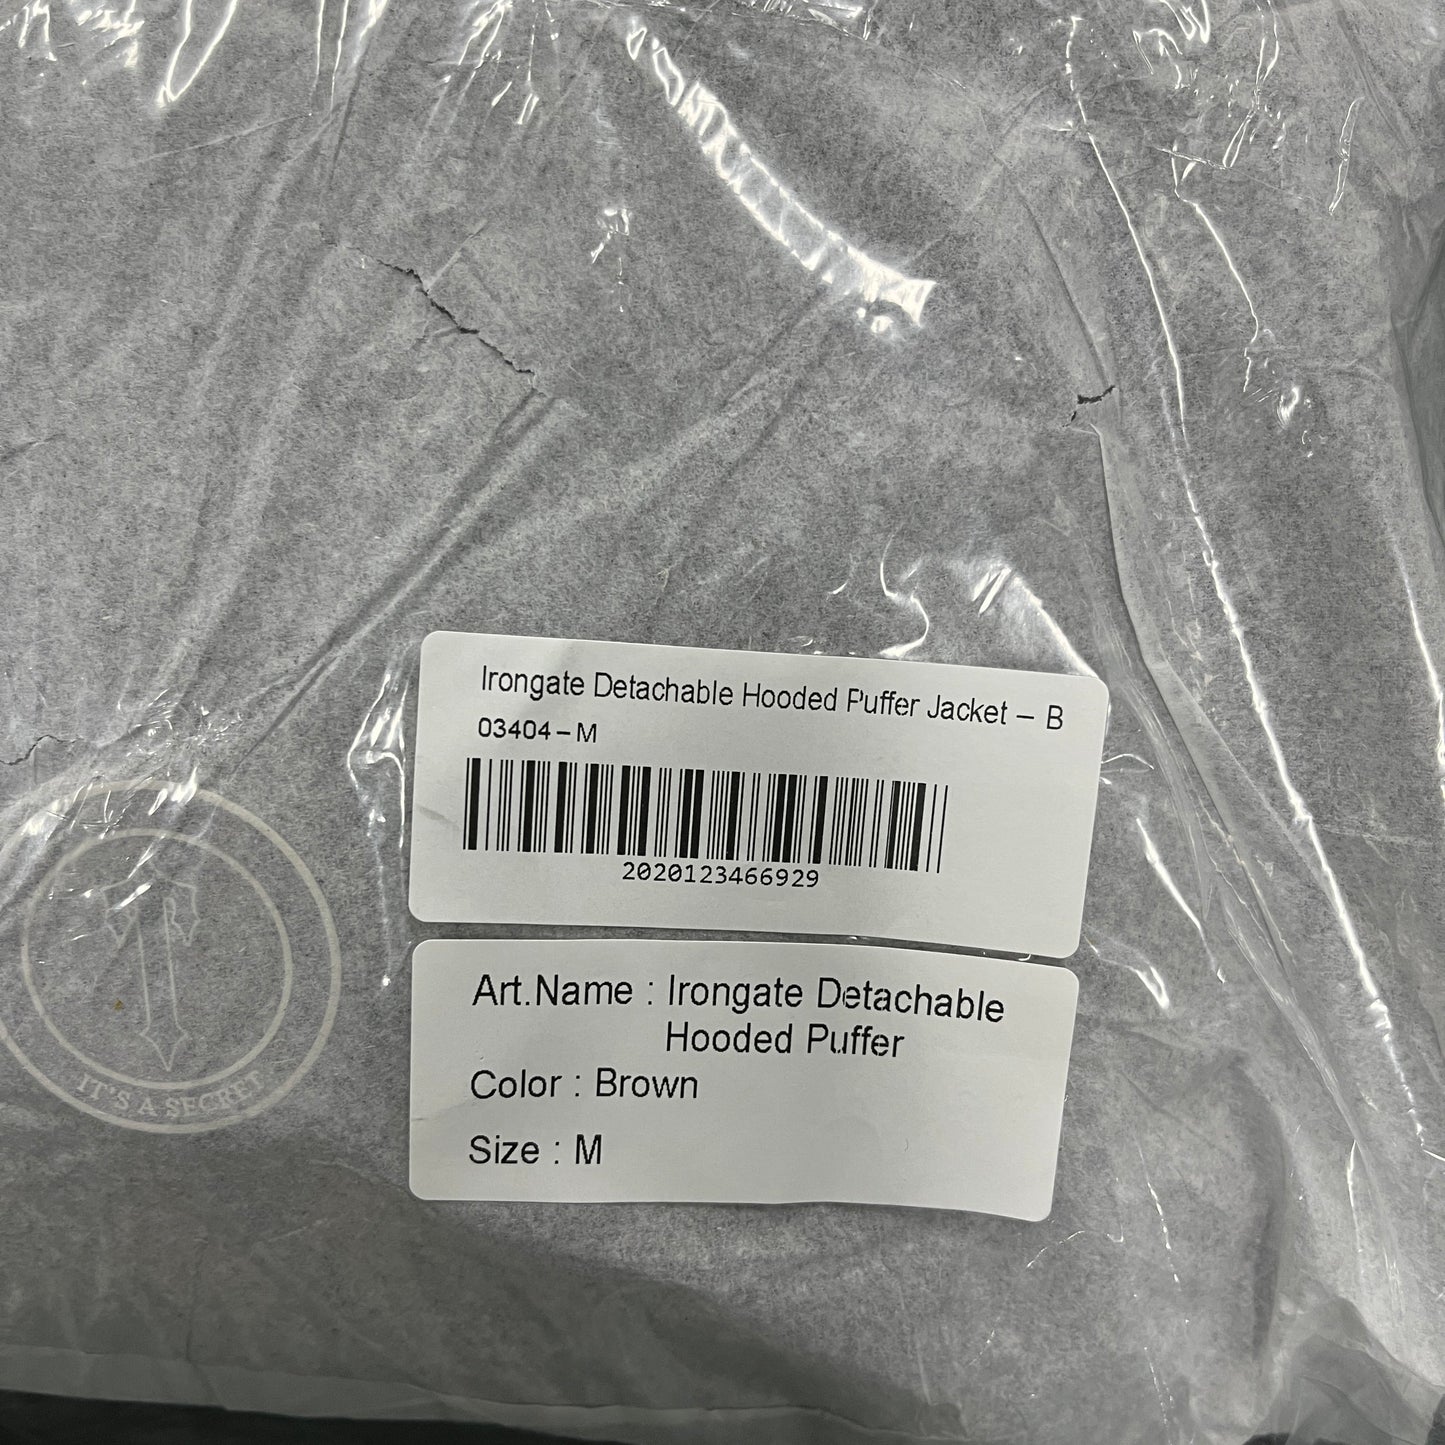 Irongate Detachable Hooded Puffer Jacket – B
03404–M
2020123466929
Art.Name : Irongate Detachable
Hooded Puffer
Color : Brown
Size : M
IT'S A SECRET